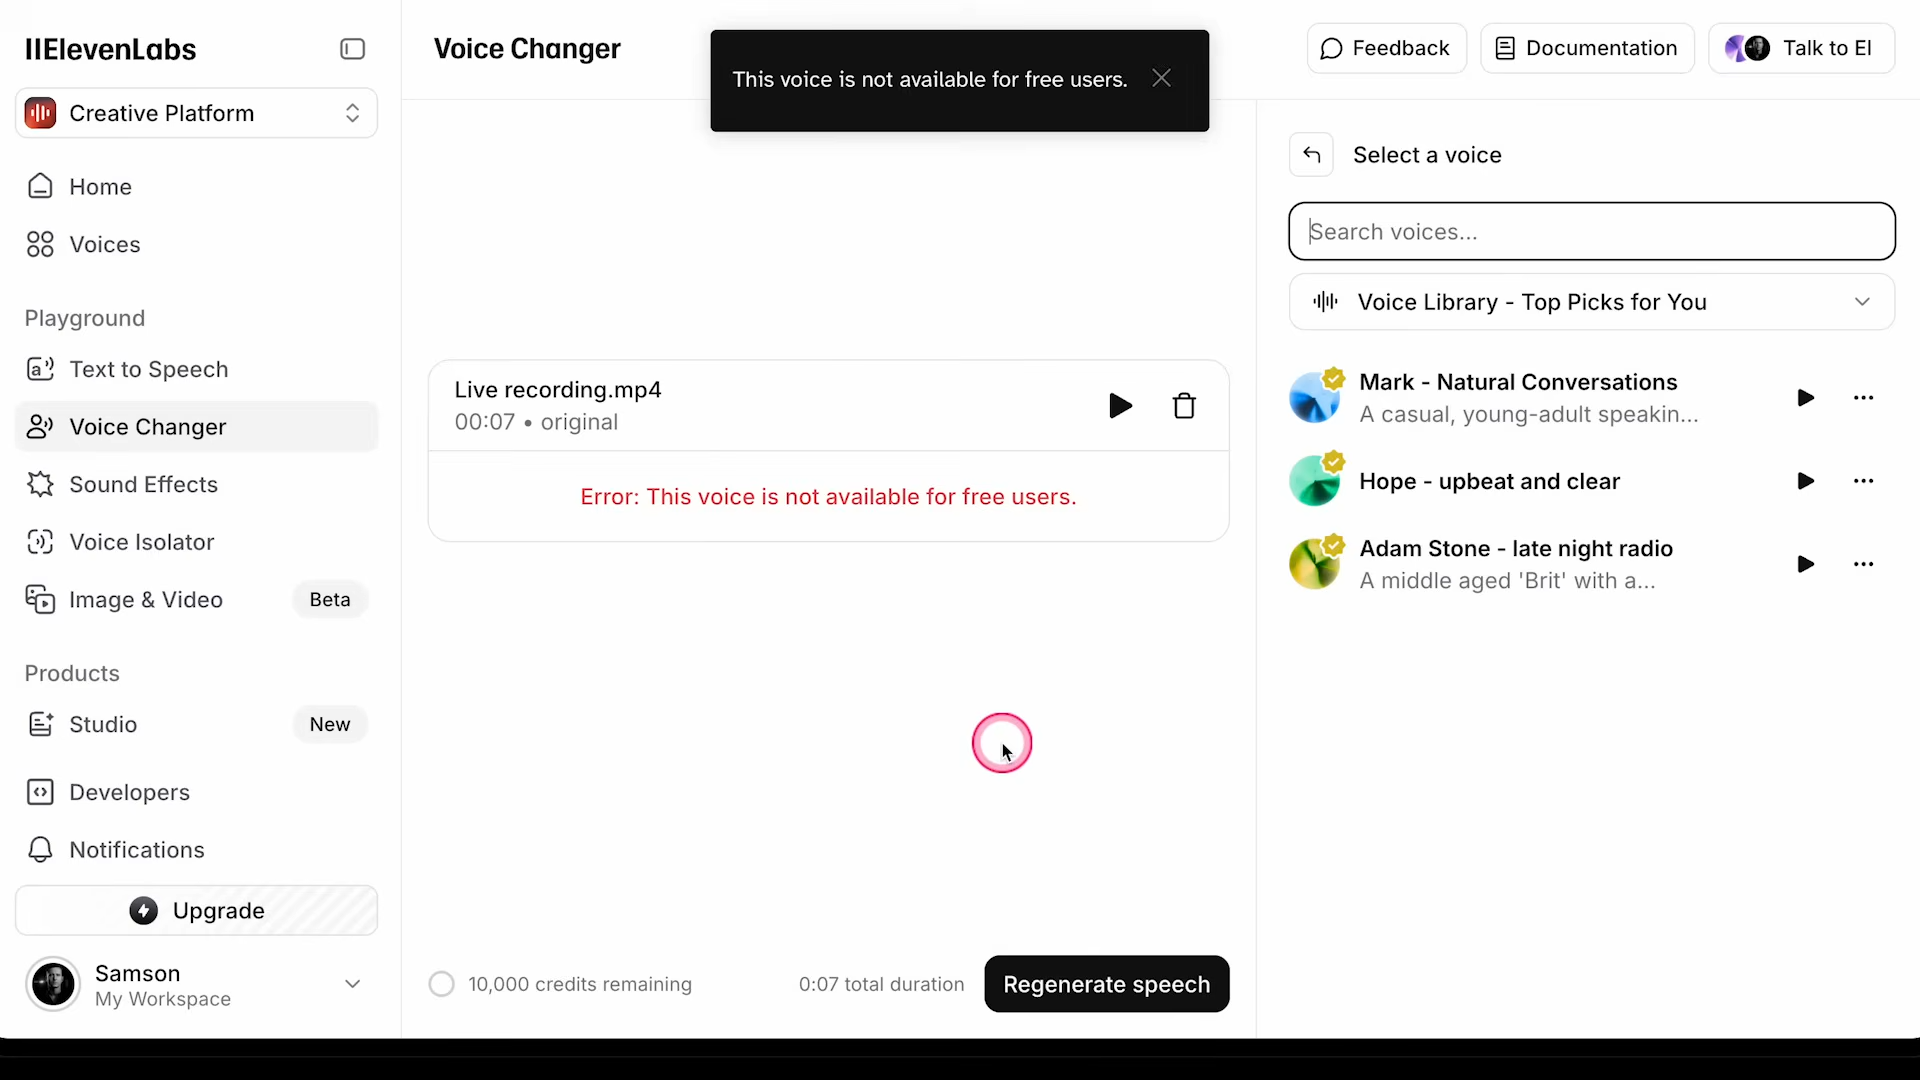 IIElevenLabs
Creative Platform
Home
Voices
Playground
Text to Speech
Voice Changer
Sound Effects
Voice Isolator
Image & Video Beta
Products
Studio New
Developers
Notifications
Upgrade
Samson
My Workspace
Voice Changer
This voice is not available for free users.
Feedback
Documentation
Talk to El
Live recording.mp4
00:07 • original
Error: This voice is not available for free users.
10,000 credits remaining
0:07 total duration
Regenerate speech
Select a voice
Search voices...
Voice Library - Top Picks for You
Mark - Natural Conversations
A casual, young-adult speakin...
Hope - upbeat and clear
Adam Stone - late night radio
A middle aged 'Brit' with a...